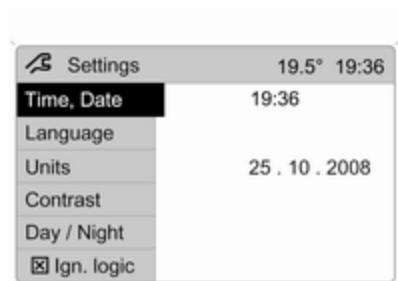 Settings 19.5° 19:36
Time, Date 19:36
Language
Units 25 . 10 . 2008
Contrast
Day / Night
Ign. logic